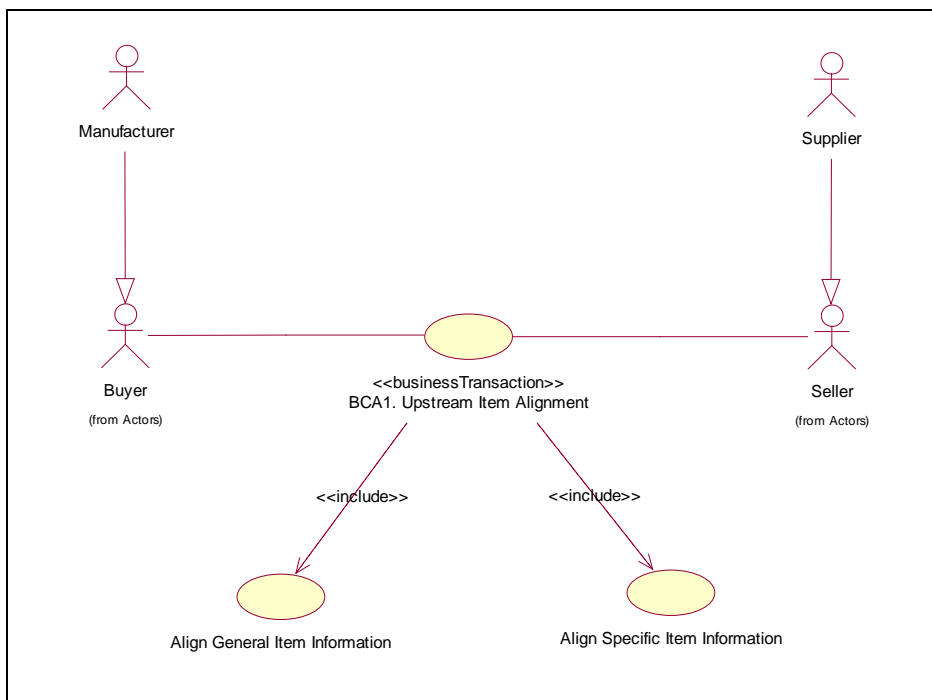 Manufacturer
Supplier
Buyer
(from Actors)
Seller
(from Actors)
<<businessTransaction>>
BCA1. Upstream Item Alignment
<<include>>
<<include>>
Align General Item Information
Align Specific Item Information